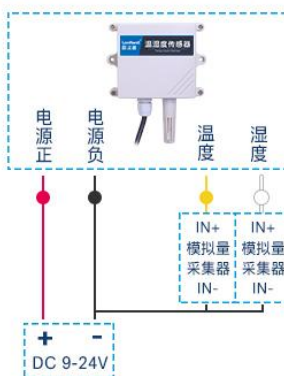 温湿度传感器
电源正
电源负
温度
湿度
IN+
模拟量
采集器
IN-
IN+
模拟量
采集器
IN-
+
-
DC 9-24V